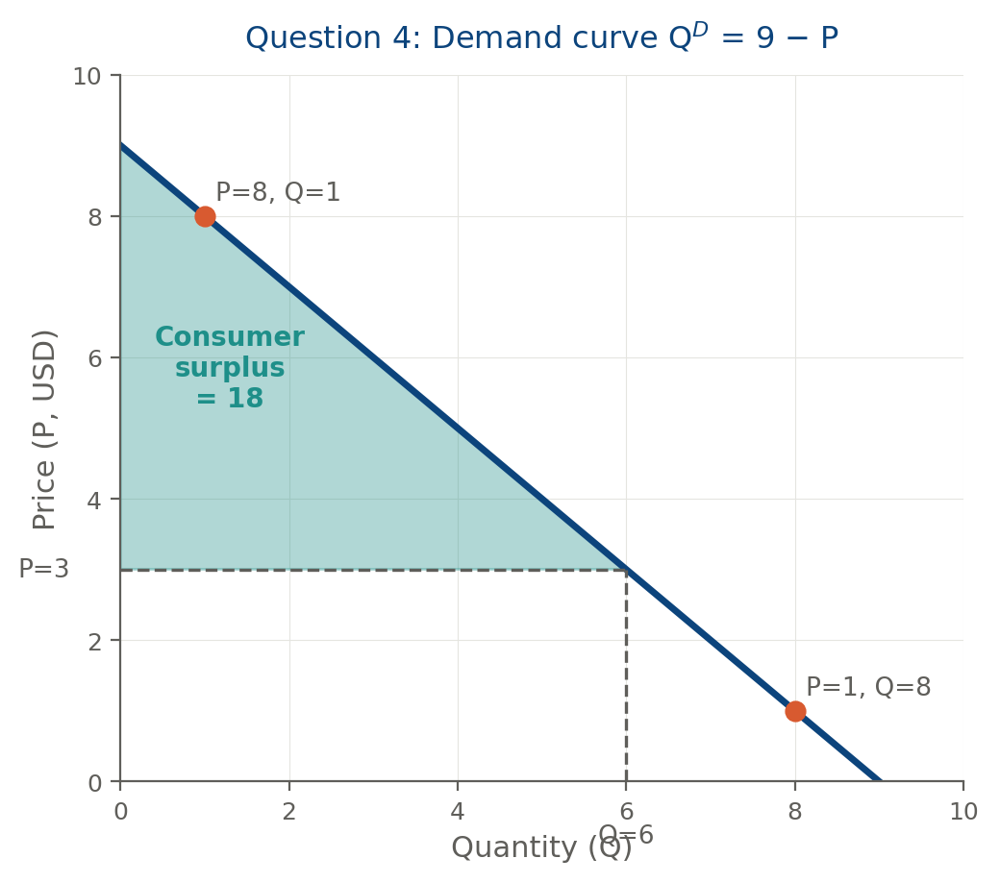 Question 4: Demand curve Q^D = 9 − P
10
8
6
4
2
0
Price (P, USD)
P=3
P=8, Q=1
Consumer
surplus
= 18
P=1, Q=8
0 2 4 6 8 10
Q=6
Quantity (Q)